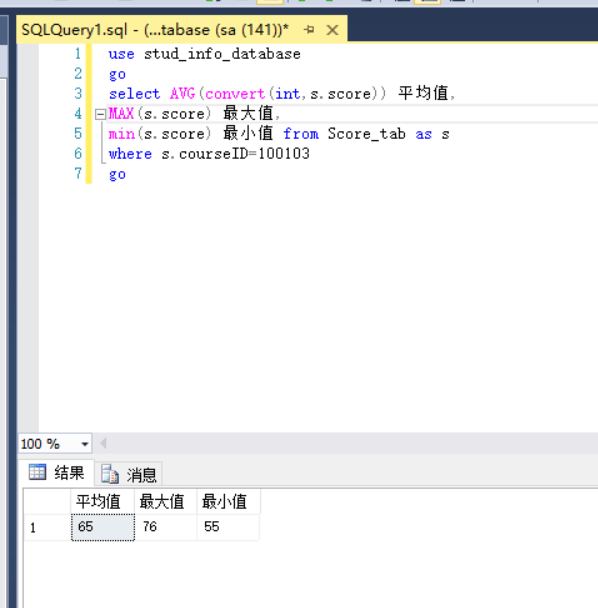 SQLQuery1.sql - (...tabase (sa (141))*
1 use stud_info_database
2 go
3 select AVG(convert(int,s.score)) 平均值,
4 MAX(s.score) 最大值,
5 min(s.score) 最小值 from Score_tab as s
6 where s.courseID=100103
7 go
100 %
结果 消息
平均值 最大值 最小值
1 65 76 55